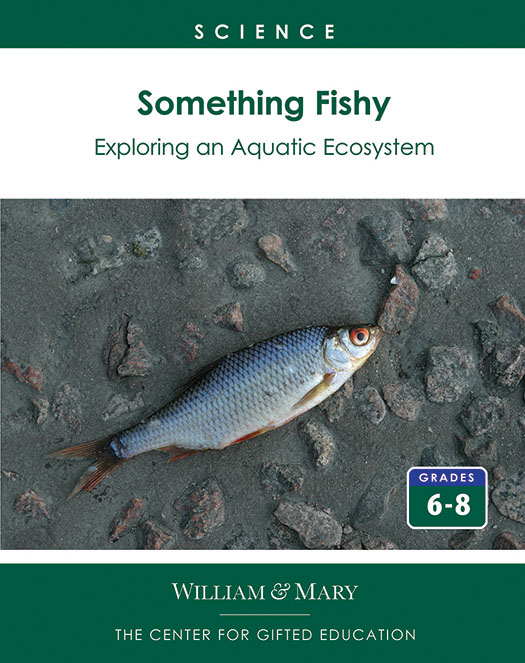 SCIENCE
Something Fishy
Exploring an Aquatic Ecosystem
GRADES
6-8
WILLIAM & MARY
THE CENTER FOR GIFTED EDUCATION